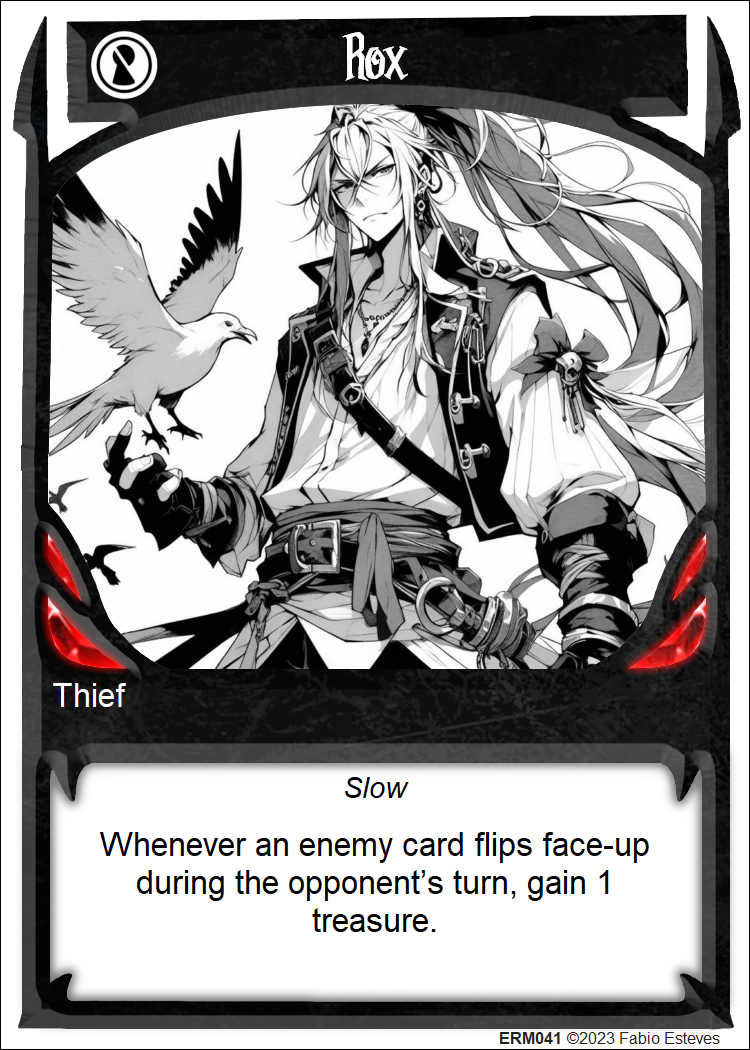 Rox
Thief
Slow
Whenever an enemy card flips face-up
during the opponent’s turn, gain 1
treasure.
ERM041 ©2023 Fabio Esteves